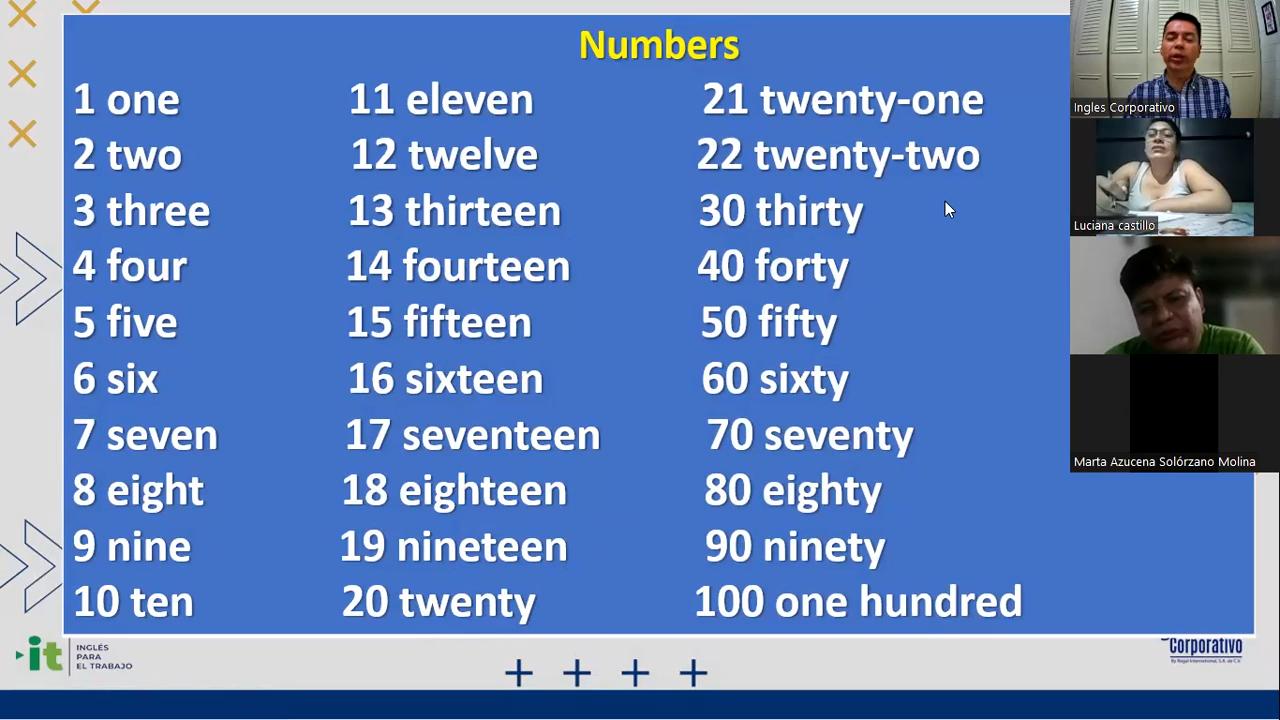 Numbers
1 one
2 two
3 three
4 four
5 five
6 six
7 seven
8 eight
9 nine
10 ten
11 eleven
12 twelve
13 thirteen
14 fourteen
15 fifteen
16 sixteen
17 seventeen
18 eighteen
19 nineteen
20 twenty
21 twenty-one
22 twenty-two
30 thirty
40 forty
50 fifty
60 sixty
70 seventy
80 eighty
90 ninety
100 one hundred
Ingles Corporativo
Luciana castillo
Marta Azucena Solórzano Molina
it
INGLÉS
PARA
EL TRABAJO
Corporativo